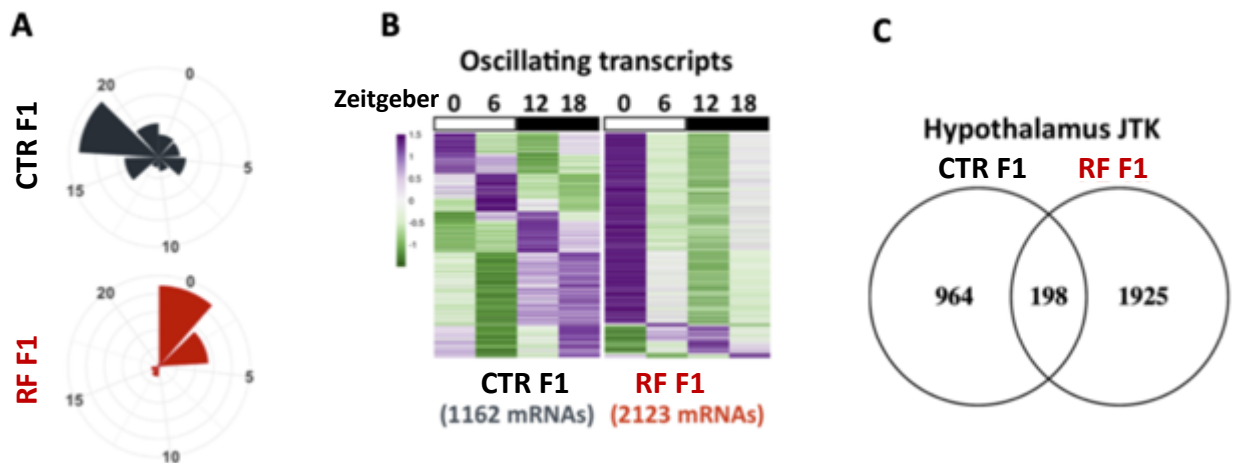 A
CTR F1
0
5
10
15
20
RF F1
0
5
10
15
20
B
Oscillating transcripts
Zeitgeber 0 6 12 18 0 6 12 18
1.5
0.5
0
-0.5
-1
CTR F1 RF F1
(1162 mRNAs) (2123 mRNAs)
C
Hypothalamus JTK
CTR F1 RF F1
964 198 1925